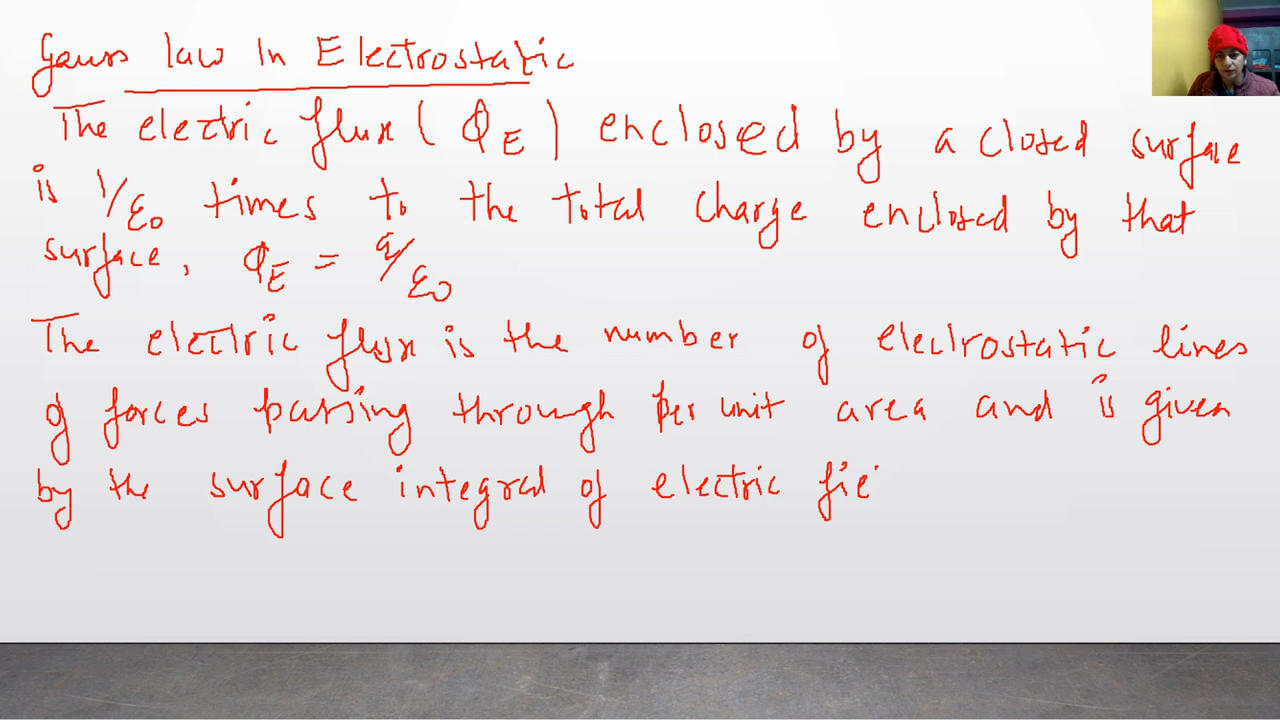 Gauss law In Electrostatic
The electric flux (ΦE) enclosed by a closed surface
is 1/ε0 times to the total charge enclosed by that
surface, ΦE = q/ε0
The electric flux is the number of electrostatic lines
of forces passing through per unit area and is given
by the surface integral of electric fie